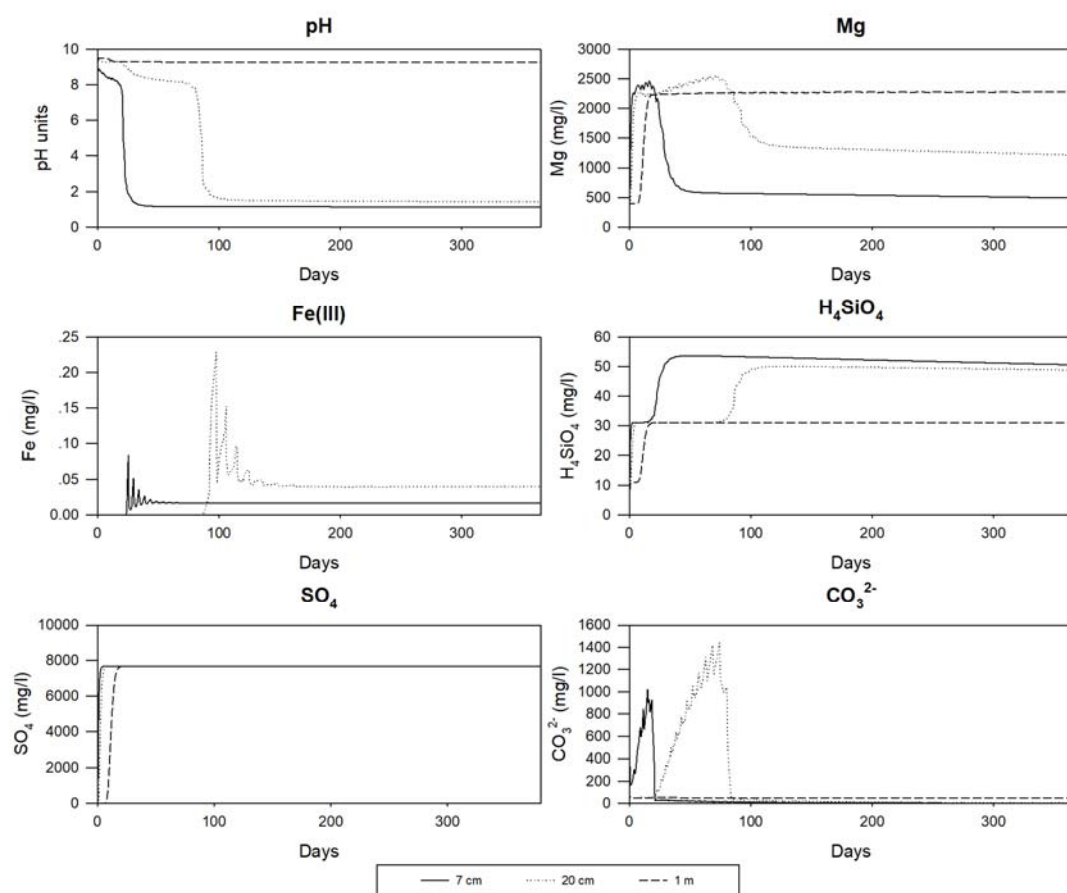 pH
10
8
6
4
2
0
pH units
0 100 200 300
Days
Mg
3000
2500
2000
1500
1000
500
0
Mg (mg/l)
0 100 200 300
Days
Fe(III)
.25
.20
.15
.10
.05
0.00
Fe (mg/l)
0 100 200 300
Days
H₄SiO₄
60
50
40
30
20
10
0
H₄SiO₄ (mg/l)
0 100 200 300
Days
SO₄
10000
8000
6000
4000
2000
0
SO₄ (mg/l)
0 100 200 300
Days
CO₃²⁻
1600
1400
1200
1000
800
600
400
200
0
CO₃²⁻ (mg/l)
0 100 200 300
Days
7 cm 20 cm 1 m